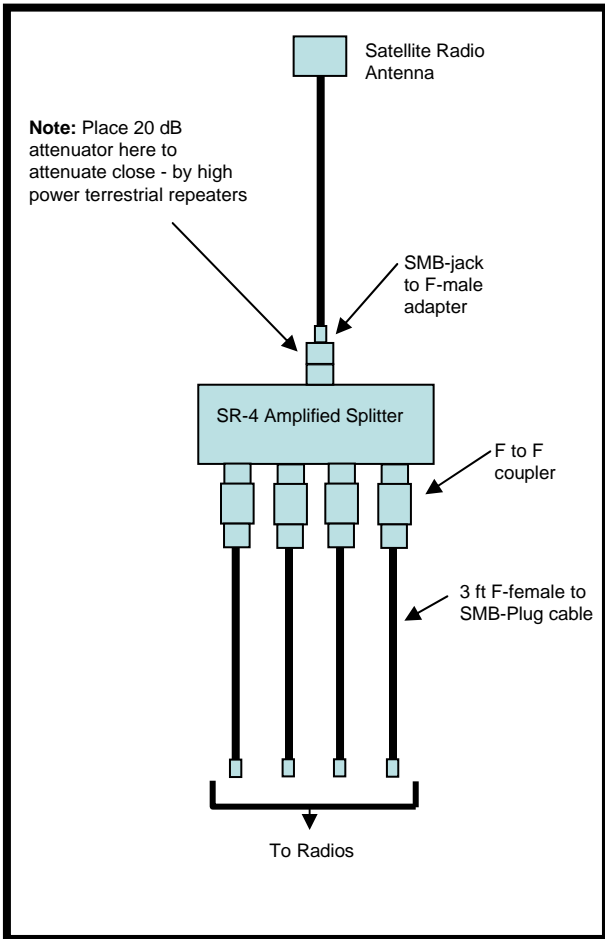 Satellite Radio
Antenna
Note: Place 20 dB
attenuator here to
attenuate close - by high
power terrestrial repeaters
SMB-jack
to F-male
adapter
SR-4 Amplified Splitter
F to F
coupler
3 ft F-female to
SMB-Plug cable
To Radios